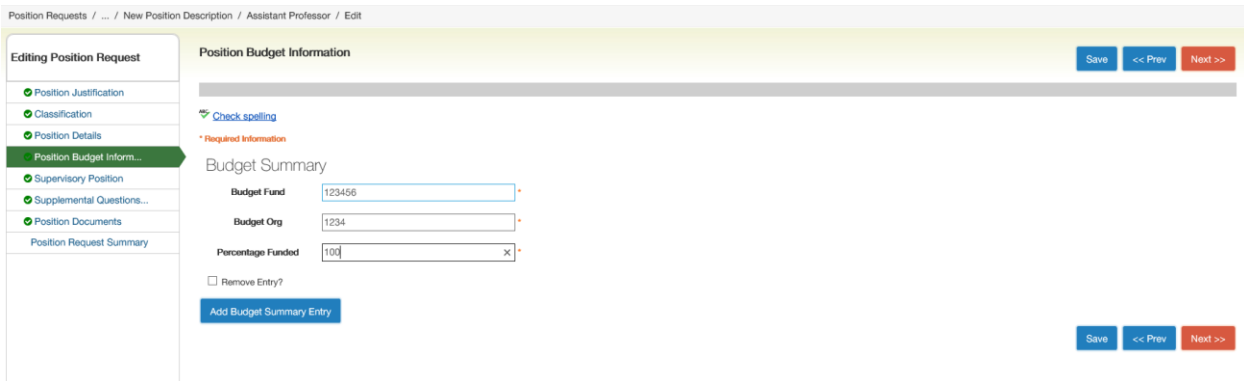 Position Requests / ... / New Position Description / Assistant Professor / Edit
Editing Position Request
Position Justification
Classification
Position Details
Position Budget Inform...
Supervisory Position
Supplemental Questions...
Position Documents
Position Request Summary
Position Budget Information
Save << Prev Next >>
ABC Check spelling
* Required Information
Budget Summary
Budget Fund 123456 *
Budget Org 1234 *
Percentage Funded 100 × *
Remove Entry?
Add Budget Summary Entry
Save << Prev Next >>